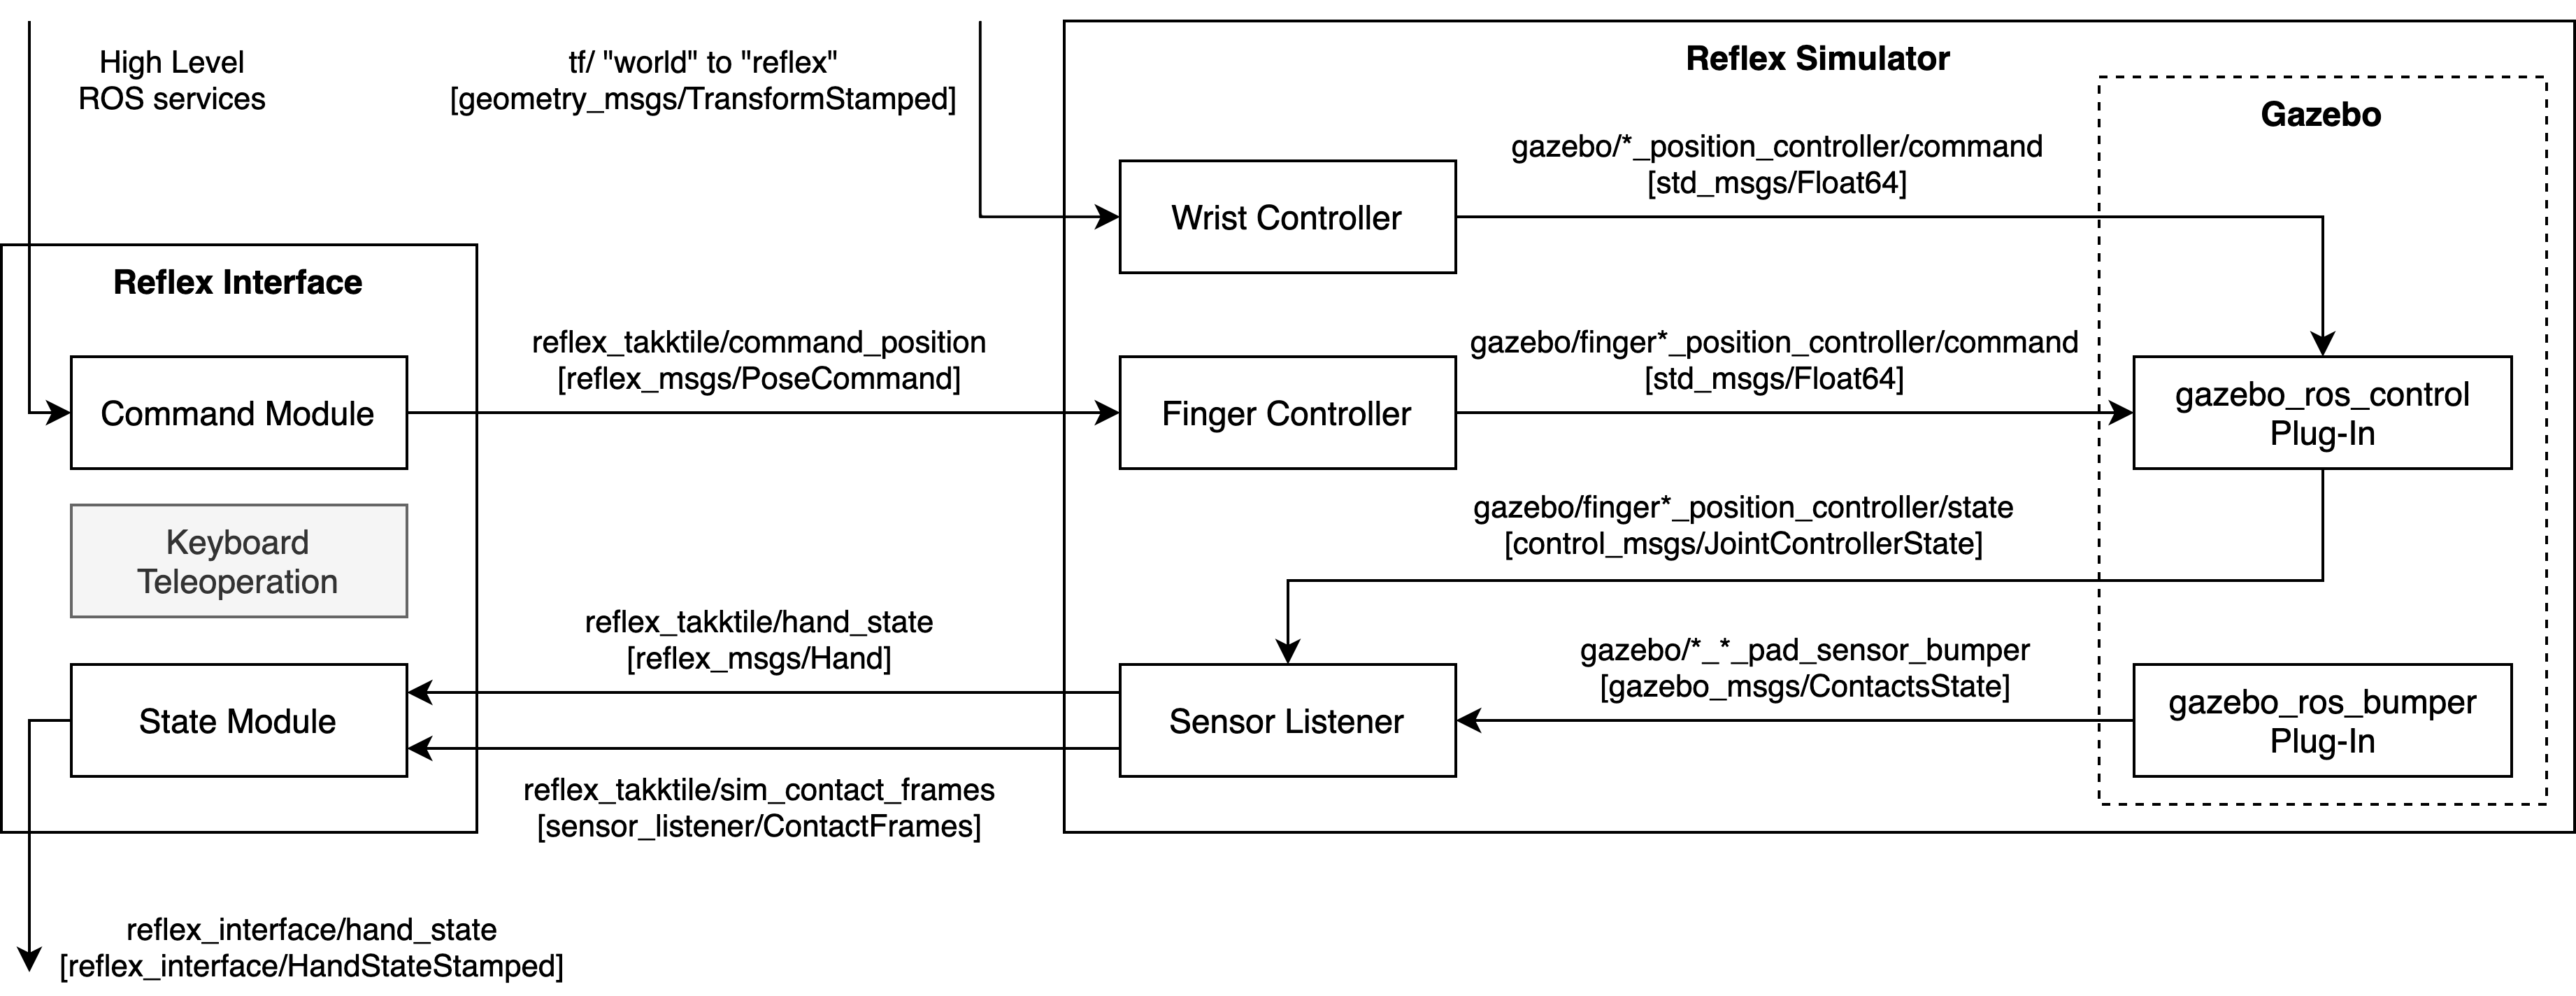 High Level
ROS services
tf/ "world" to "reflex"
[geometry_msgs/TransformStamped]
Reflex Simulator
Gazebo
gazebo/*_position_controller/command
[std_msgs/Float64]
Wrist Controller
Reflex Interface
reflex_takktile/command_position
[reflex_msgs/PoseCommand]
gazebo/finger*_position_controller/command
[std_msgs/Float64]
Command Module
Finger Controller
gazebo_ros_control
Plug-In
gazebo/finger*_position_controller/state
[control_msgs/JointControllerState]
Keyboard
Teleoperation
reflex_takktile/hand_state
[reflex_msgs/Hand]
gazebo/*_*_pad_sensor_bumper
[gazebo_msgs/ContactsState]
State Module
Sensor Listener
gazebo_ros_bumper
Plug-In
reflex_takktile/sim_contact_frames
[sensor_listener/ContactFrames]
reflex_interface/hand_state
[reflex_interface/HandStateStamped]